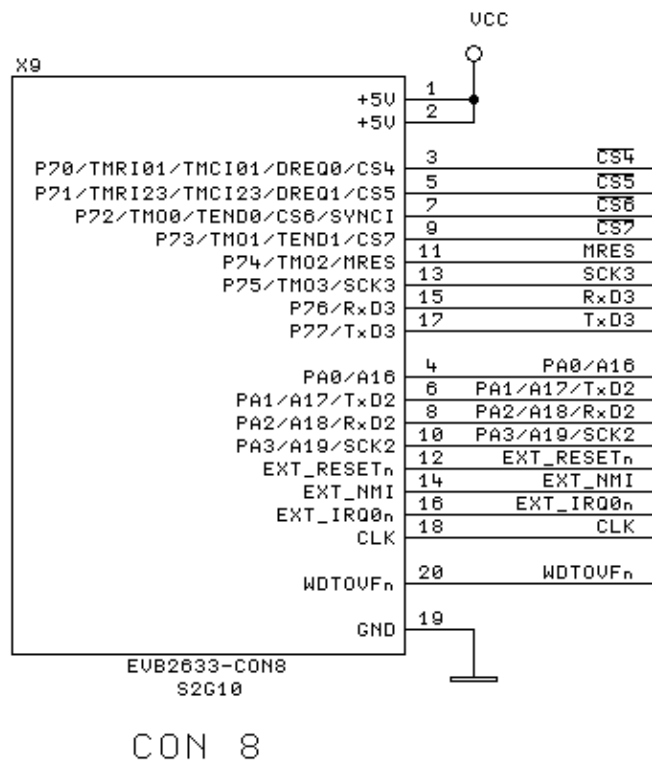 VCC
X9
+5V 1
+5V 2
P70/TMRI01/TMCI01/DREQ0/CS4 3 CS4
P71/TMRI23/TMCI23/DREQ1/CS5 5 CS5
P72/TMO0/TEND0/CS6/SYNCI 7 CS6
P73/TMO1/TEND1/CS7 9 CS7
P74/TMO2/MRES 11 MRES
P75/TMO3/SCK3 13 SCK3
P76/RxD3 15 RxD3
P77/TxD3 17 TxD3
PA0/A16 4 PA0/A16
PA1/A17/TxD2 6 PA1/A17/TxD2
PA2/A18/RxD2 8 PA2/A18/RxD2
PA3/A19/SCK2 10 PA3/A19/SCK2
EXT_RESETn 12 EXT_RESETn
EXT_NMI 14 EXT_NMI
EXT_IRQ0n 16 EXT_IRQ0n
CLK 18 CLK
WDTOVFn 20 WDTOVFn
GND 19
EVB2633-CON8
S2G10
CON 8